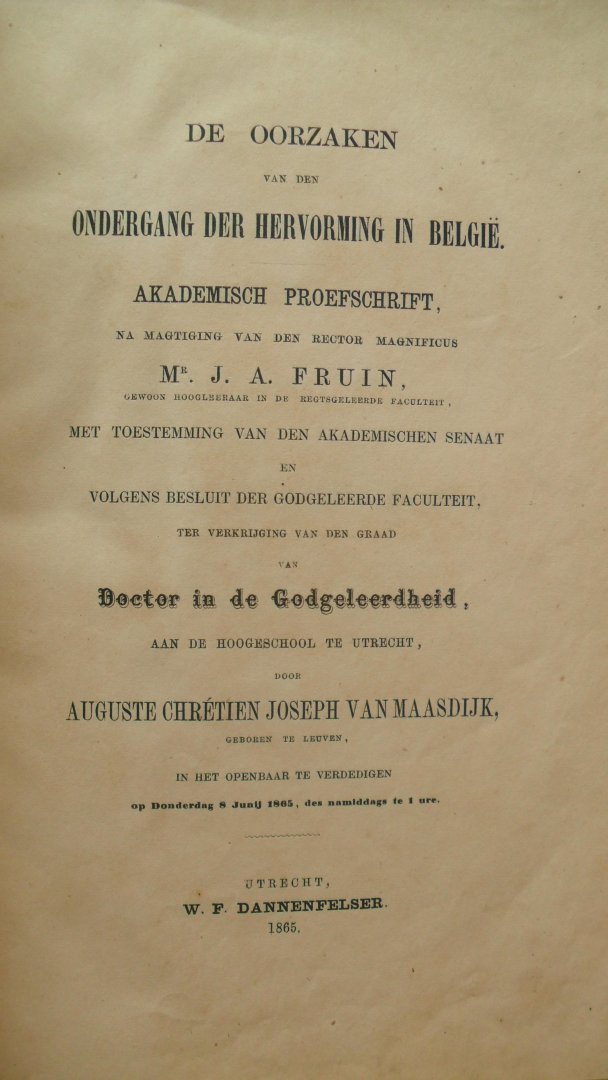 DE OORZAKEN
VAN DEN
ONDERGANG DER HERVORMING IN BELGIË.
AKADEMISCH PROEFSCHRIFT,
NA MAGTIGING VAN DEN RECTOR MAGNIFICUS
MR. J. A. FRUIN,
GEWOON HOOGLEERAAR IN DE REGTSGELEERDE FACULTEIT,
MET TOESTEMMING VAN DEN AKADEMISCHEN SENAAT
EN
VOLGENS BESLUIT DER GODGELEERDE FACULTEIT,
TER VERKRIJGING VAN DEN GRAAD
VAN
Doctor in de Godgeleerdheid,
AAN DE HOOGESCHOOL TE UTRECHT,
DOOR
AUGUSTE CHRÉTIEN JOSEPH VAN MAASDIJK,
GEBOREN TE LEUVEN,
IN HET OPENBAAR TE VERDEDIGEN
op Donderdag 8 Junij 1865, des namiddags te 1 ure.
UTRECHT,
W. F. DANNENFELSER.
1865.